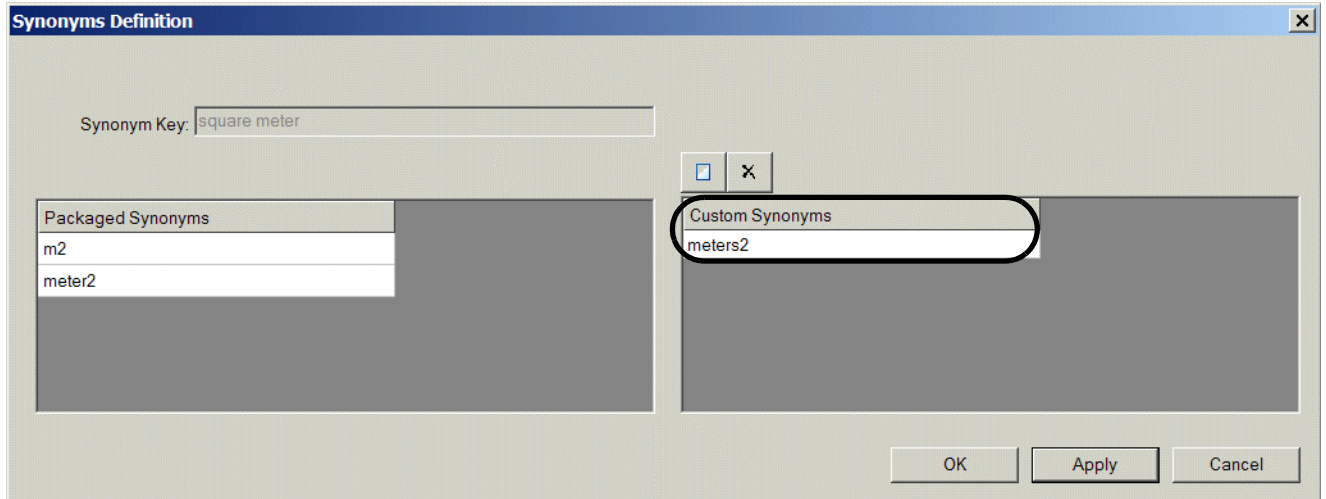 Synonyms Definition
Synonym Key: square meter
Packaged Synonyms
m2
meter2
Custom Synonyms
meters2
OK Apply Cancel